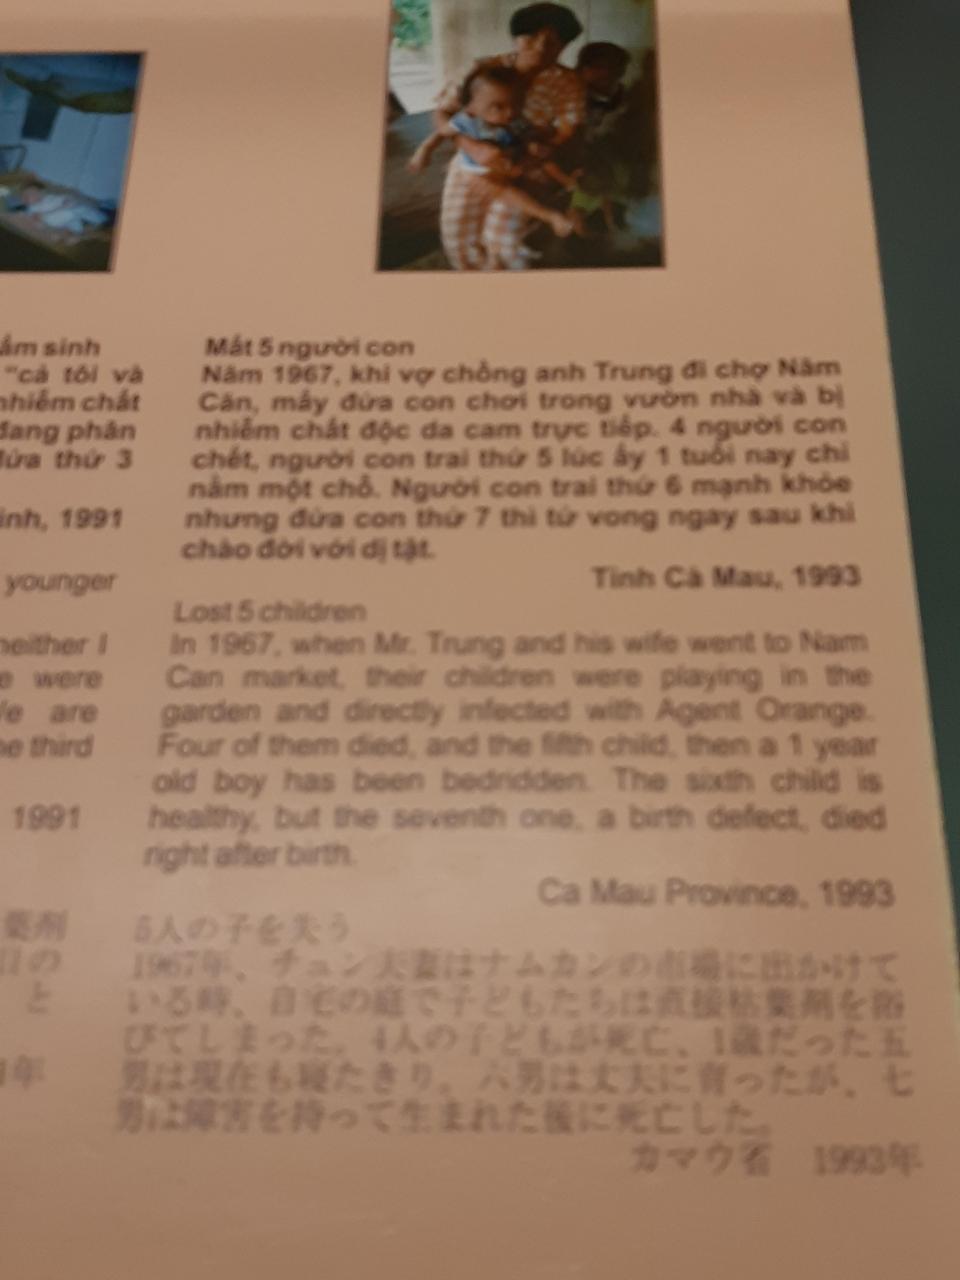 ẩm sinh
"cả tôi và
nhiễm chất
đang phân
đứa thứ 3
inh, 1991
younger
neither I
e were
We are
he third
1991
薬剤
日の
と
年
Mất 5 người con
Năm 1967, khi vợ chồng anh Trung đi chợ Năm
Căn, mấy đứa con chơi trong vườn nhà và bị
nhiễm chất độc da cam trực tiếp. 4 người con
chết, người con trai thứ 5 lúc ấy 1 tuổi nay chỉ
nằm một chỗ. Người con trai thứ 6 mạnh khỏe
nhưng đứa con thứ 7 thì tử vong ngay sau khi
chào đời với dị tật.
Tỉnh Cà Mau, 1993
Lost 5 children
In 1967, when Mr. Trung and his wife went to Nam
Can market, their children were playing in the
garden and directly infected with Agent Orange.
Four of them died, and the fifth child, then a 1 year
old boy has been bedridden. The sixth child is
healthy, but the seventh one, a birth defect, died
right after birth.
Ca Mau Province, 1993
5人の子を失う
1967年、チュン夫妻はナムカンの市場に出かけて
いる時、自宅の庭で子どもたちは直接枯葉剤を浴
びてしまった。4人の子どもが死亡、1歳だった五
男は現在も寝たきり。六男は丈夫に育ったが、七
男は障害を持って生まれた後に死亡した。
カマウ省 1993年